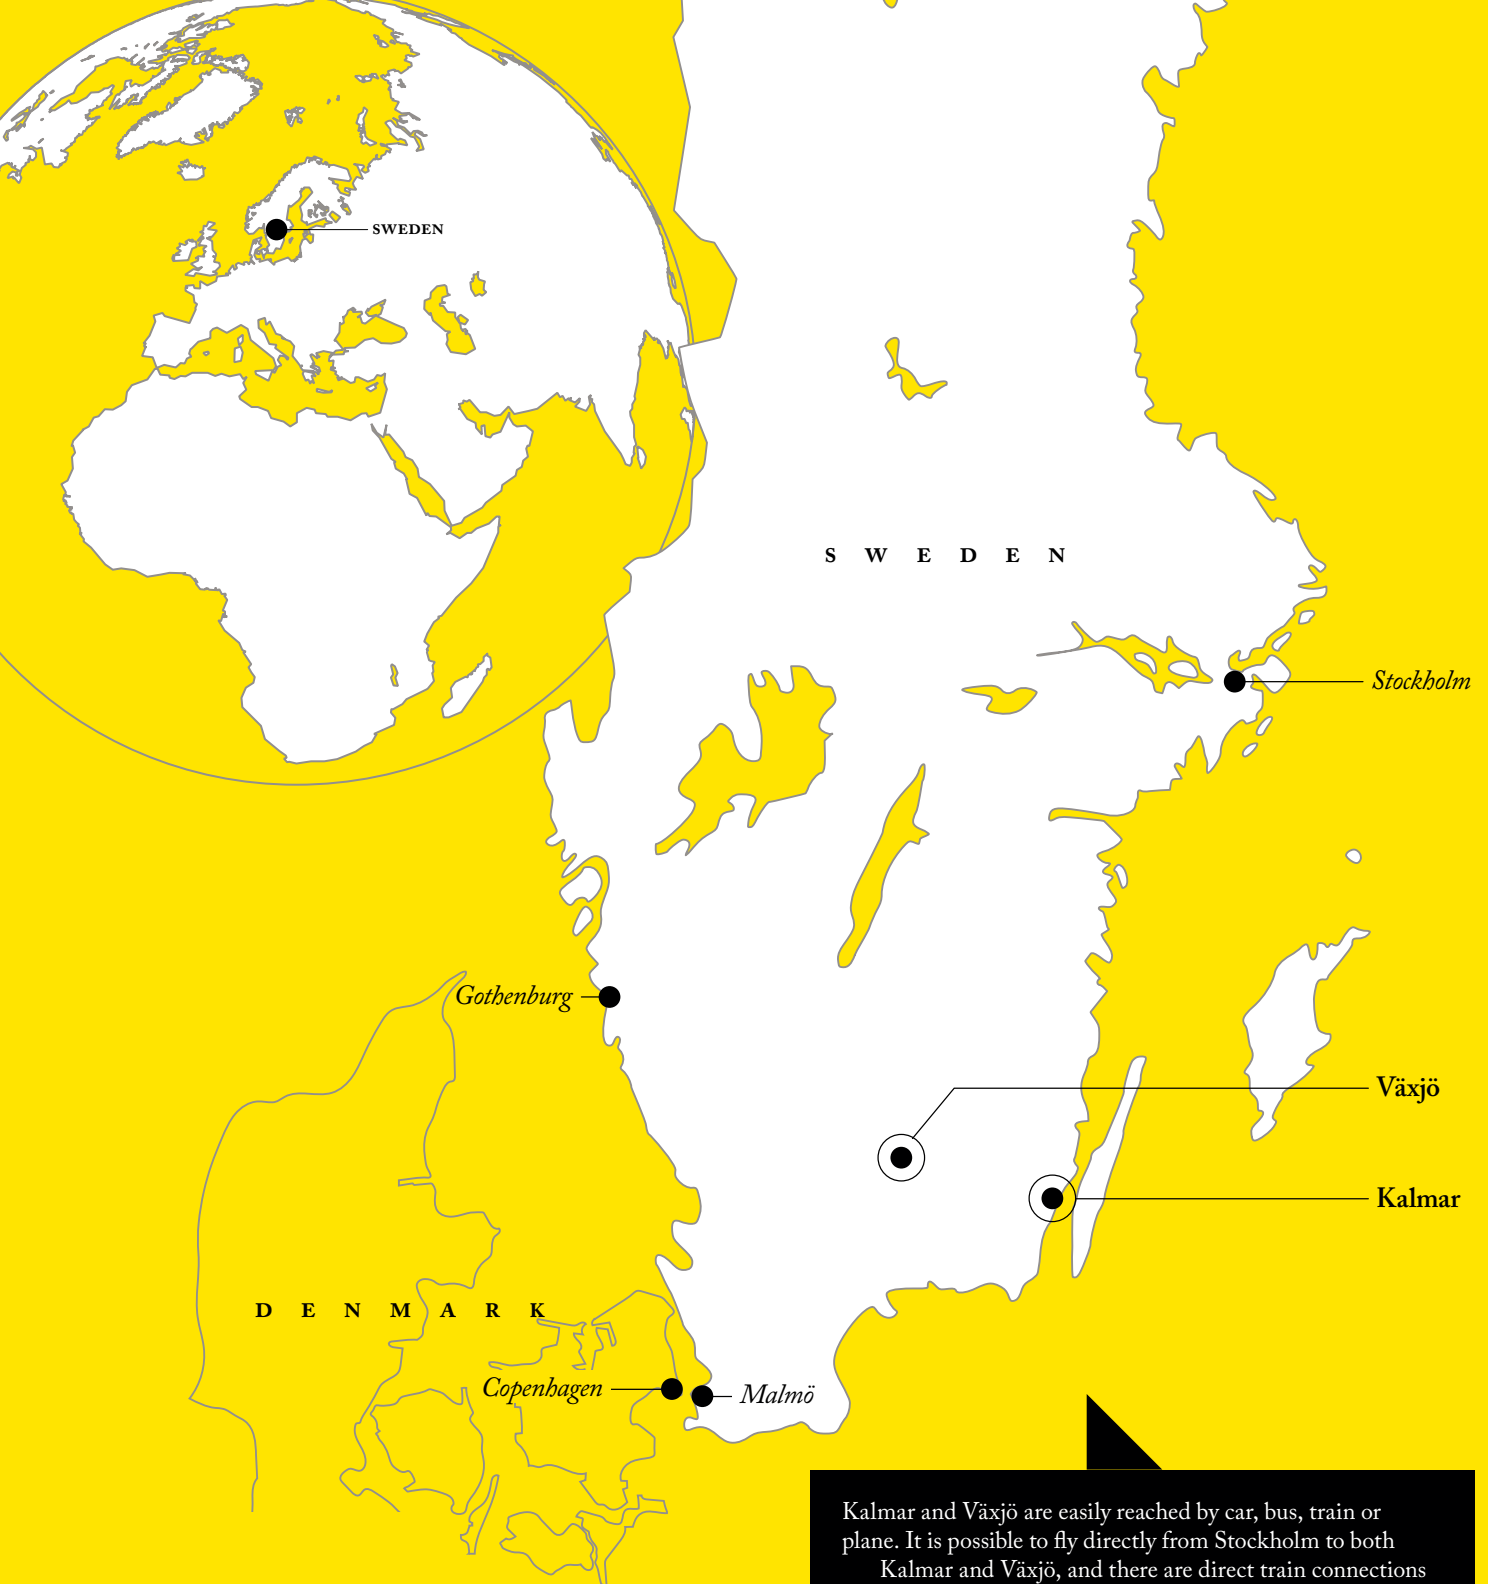 SWEDEN
S W E D E N
Stockholm
Gothenburg
Växjö
Kalmar
D E N M A R K
Copenhagen
Malmö
Kalmar and Växjö are easily reached by car, bus, train or
plane. It is possible to fly directly from Stockholm to both
Kalmar and Växjö, and there are direct train connections